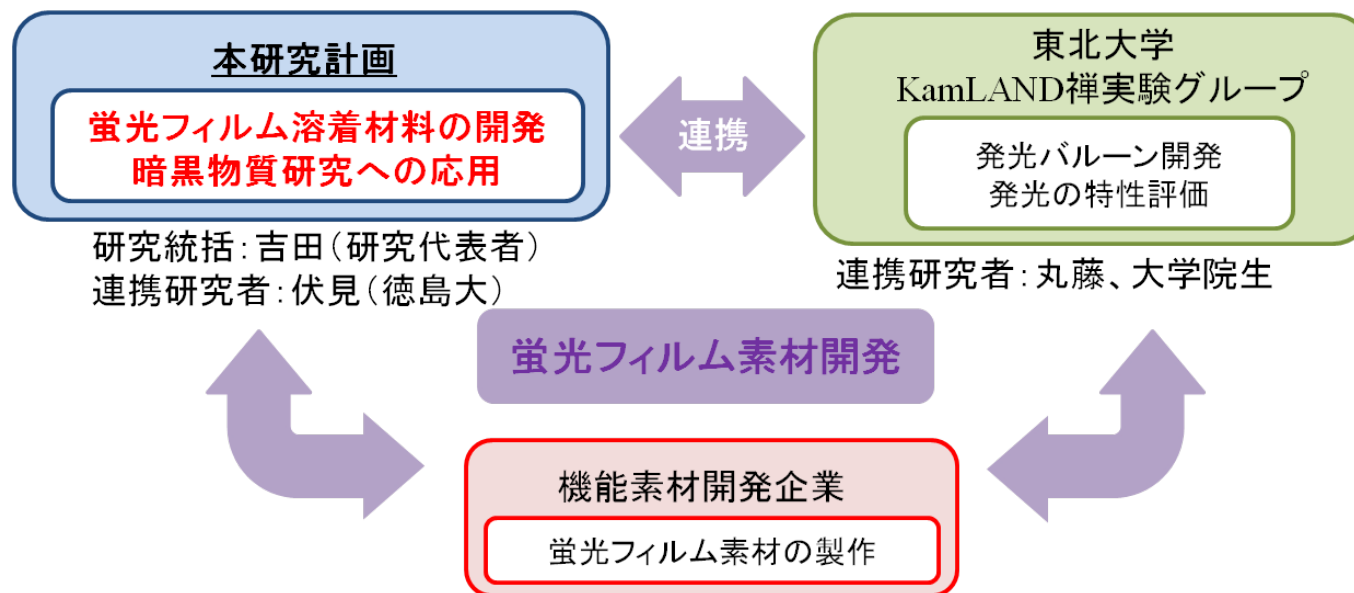 本研究計画
蛍光フィルム溶着材料の開発
暗黒物質研究への応用
研究統括:吉田(研究代表者)
連携研究者:伏見(徳島大)
連携
東北大学
KamLAND禅実験グループ
発光バルーン開発
発光の特性評価
連携研究者:丸藤、大学院生
蛍光フィルム素材開発
機能素材開発企業
蛍光フィルム素材の製作